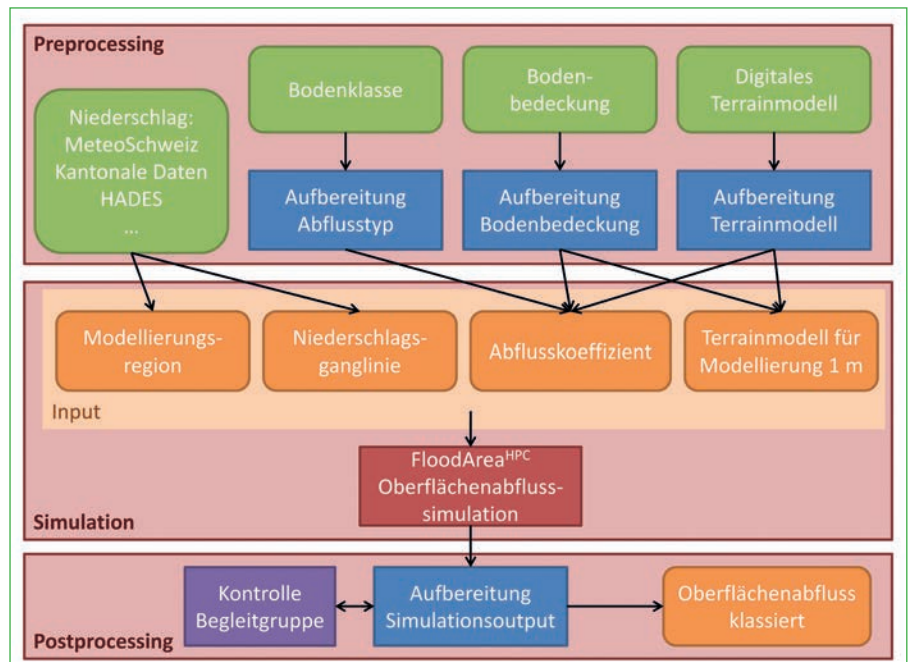 Preprocessing
Niederschlag:
MeteoSchweiz
Kantonale Daten
HADES
...
Bodenklasse
Boden-
bedeckung
Digitales
Terrainmodell
Aufbereitung
Abflusstyp
Aufbereitung
Bodenbedeckung
Aufbereitung
Terrainmodell
Modellierungs-
region
Niederschlags-
ganglinie
Abflusskoeffizient
Terrainmodell für
Modellierung 1 m
Input
FloodAreaHPC
Oberflächenabfluss-
simulation
Simulation
Kontrolle
Begleitgruppe
Aufbereitung
Simulationsoutput
Oberflächenabfluss
klassiert
Postprocessing